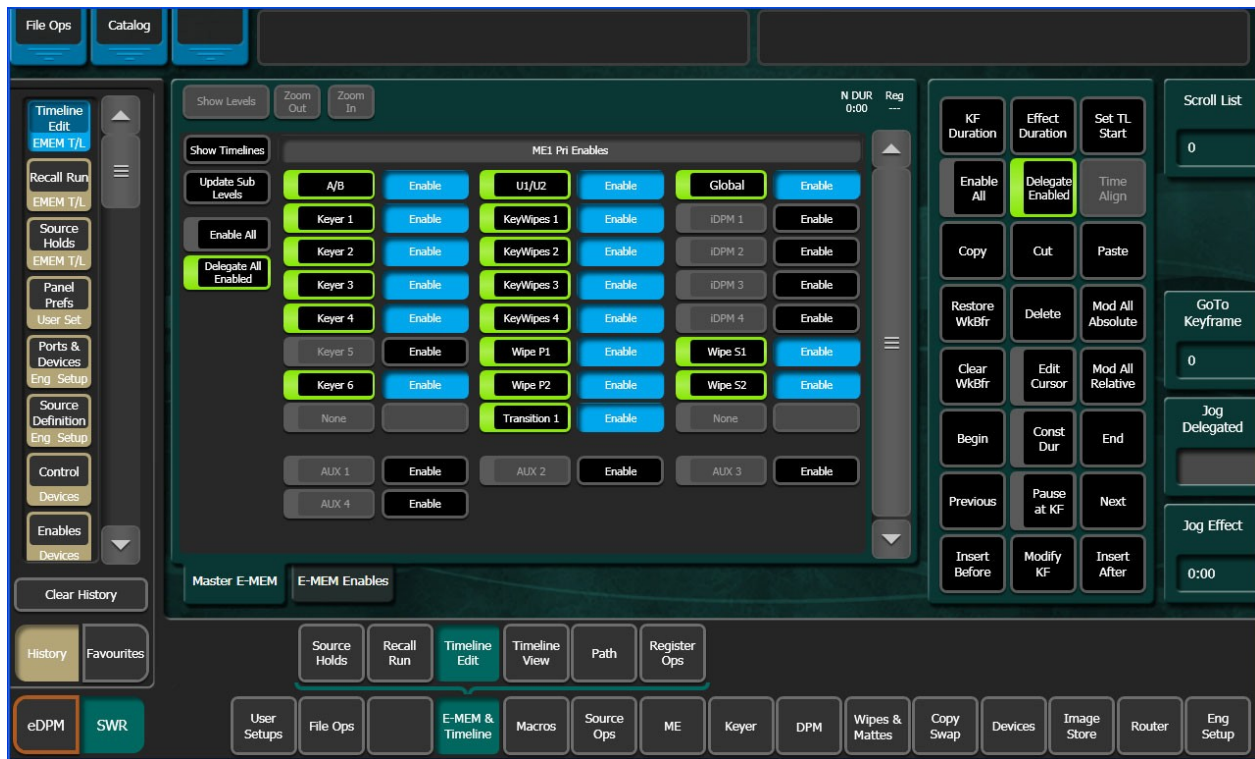 File Ops
Catalog
Timeline
Edit
EMEM T/L
Recall Run
EMEM T/L
Source
Holds
EMEM T/L
Panel
Prefs
User Set
Ports &
Devices
Eng Setup
Source
Definition
Eng Setup
Control
Devices
Enables
Devices
Clear History
History
Favourites
eDPM
SWR
Show Levels
Zoom
Out
Zoom
In
N DUR
0:00
Reg
---
Show Timelines
ME1 Pri Enables
Update Sub
Levels
Enable All
Delegate All
Enabled
A/B Enable U1/U2 Enable Global Enable
Keyer 1 Enable KeyWipes 1 Enable iDPM 1 Enable
Keyer 2 Enable KeyWipes 2 Enable iDPM 2 Enable
Keyer 3 Enable KeyWipes 3 Enable iDPM 3 Enable
Keyer 4 Enable KeyWipes 4 Enable iDPM 4 Enable
Keyer 5 Enable Wipe P1 Enable Wipe S1 Enable
Keyer 6 Enable Wipe P2 Enable Wipe S2 Enable
None Transition 1 Enable None
AUX 1 Enable AUX 2 Enable AUX 3 Enable
AUX 4 Enable
Master E-MEM
E-MEM Enables
KF
Duration
Effect
Duration
Set TL
Start
Enable
All
Delegate
Enabled
Time
Align
Copy
Cut
Paste
Restore
WkBfr
Delete
Mod All
Absolute
Clear
WkBfr
Edit
Cursor
Mod All
Relative
Begin
Const
Dur
End
Previous
Pause
at KF
Next
Insert
Before
Modify
KF
Insert
After
Scroll List
0
GoTo
Keyframe
0
Jog
Delegated
Jog Effect
0:00
Source
Holds
Recall
Run
Timeline
Edit
Timeline
View
Path
Register
Ops
User
Setups
File Ops
E-MEM &
Timeline
Macros
Source
Ops
ME
Keyer
DPM
Wipes &
Mattes
Copy
Swap
Devices
Image
Store
Router
Eng
Setup